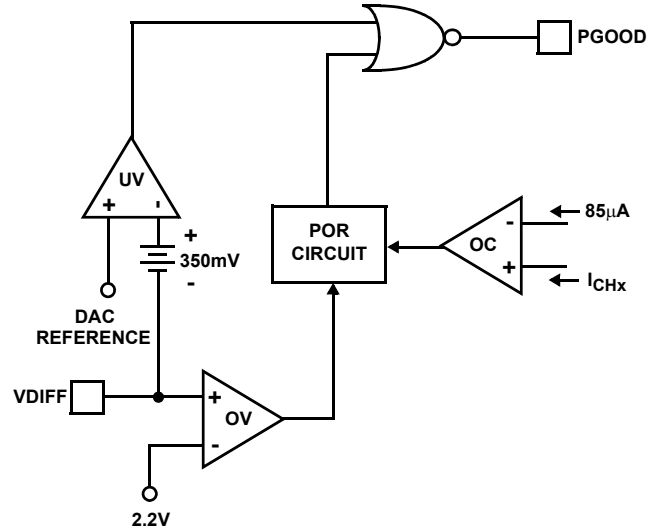 PGOOD
UV
+
-
+
350mV
-
DAC
REFERENCE
POR
CIRCUIT
OC
-
+
85μA
ICHx
VDIFF
+
OV
-
2.2V